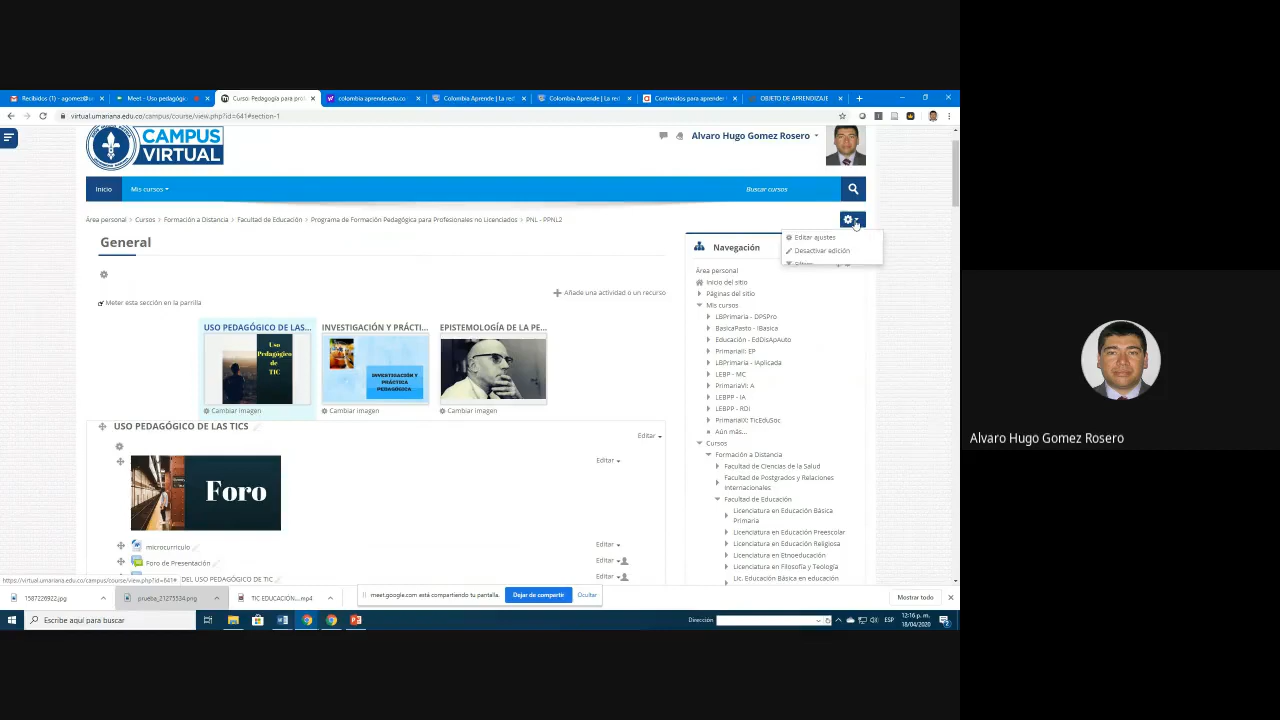 Recibidos (1) - agomez@u
Meet - Uso pedagógic
Curso: Pedagogía para pro
colombia aprende.edu.co
Colombia Aprende | La red
Colombia Aprende | La red
Contenidos para aprender
OBJETO DE APRENDIZAJE
virtual.umariana.edu.co/campus/course/view.php?id=641#section-1
CAMPUS
VIRTUAL
Alvaro Hugo Gomez Rosero
Inicio
Mis cursos
Buscar cursos
Área personal
Cursos
Formación a Distancia
Facultad de Educación
Programa de Formación Pedagógica para Profesionales no Licenciados
PNL - PPNL2
Editar ajustes
Desactivar edición
General
Navegación
Meter esta sección en la parrilla
Añade una actividad o un recurso
Área personal
Inicio del sitio
Páginas del sitio
Mis cursos
LBPrimaria - DPSPro
BasicaPasto - IBasica
Educación - EdDisApAuto
PrimariaII: EP
LBPrimaria - IAplicada
LEBP - MC
PrimariaVI: A
LEBPP - IA
LEBPP - RDI
PrimariaIX: TicEduSoc
Aún más...
Cursos
Formación a Distancia
Facultad de Ciencias de la Salud
Facultad de Postgrados y Relaciones
Internacionales
Facultad de Educación
Licenciatura en Educación Básica
Primaria
Licenciatura en Educación Preescolar
Licenciatura en Educación Religiosa
Licenciatura en Etnoeducación
Licenciatura en Filosofía y Teología
Lic. Educación Básica en educación
USO PEDAGÓGICO DE LAS...
INVESTIGACIÓN Y PRÁCTI...
EPISTEMOLOGÍA DE LA PE...
Uso
Pedagógico
de
TIC
INVESTIGACIÓN Y
PRÁCTICA
PEDAGÓGICA
Cambiar imagen
Cambiar imagen
Cambiar imagen
USO PEDAGÓGICO DE LAS TICS
Editar
Editar
Foro
microcurriculo
Editar
Foro de Presentación
Editar
DEL USO PEDAGÓGICO DE TIC
Editar
https://virtual.umariana.edu.co/campus/course/view.php?id=641#
1587226922.jpg
prueba_21275534.png
TIC EDUCACION....mp4
meet.google.com está compartiendo tu pantalla.
Dejar de compartir
Ocultar
Mostrar todo
Escribe aquí para buscar
Dirección
ESP
12:16 p. m.
18/04/2020
Alvaro Hugo Gomez Rosero